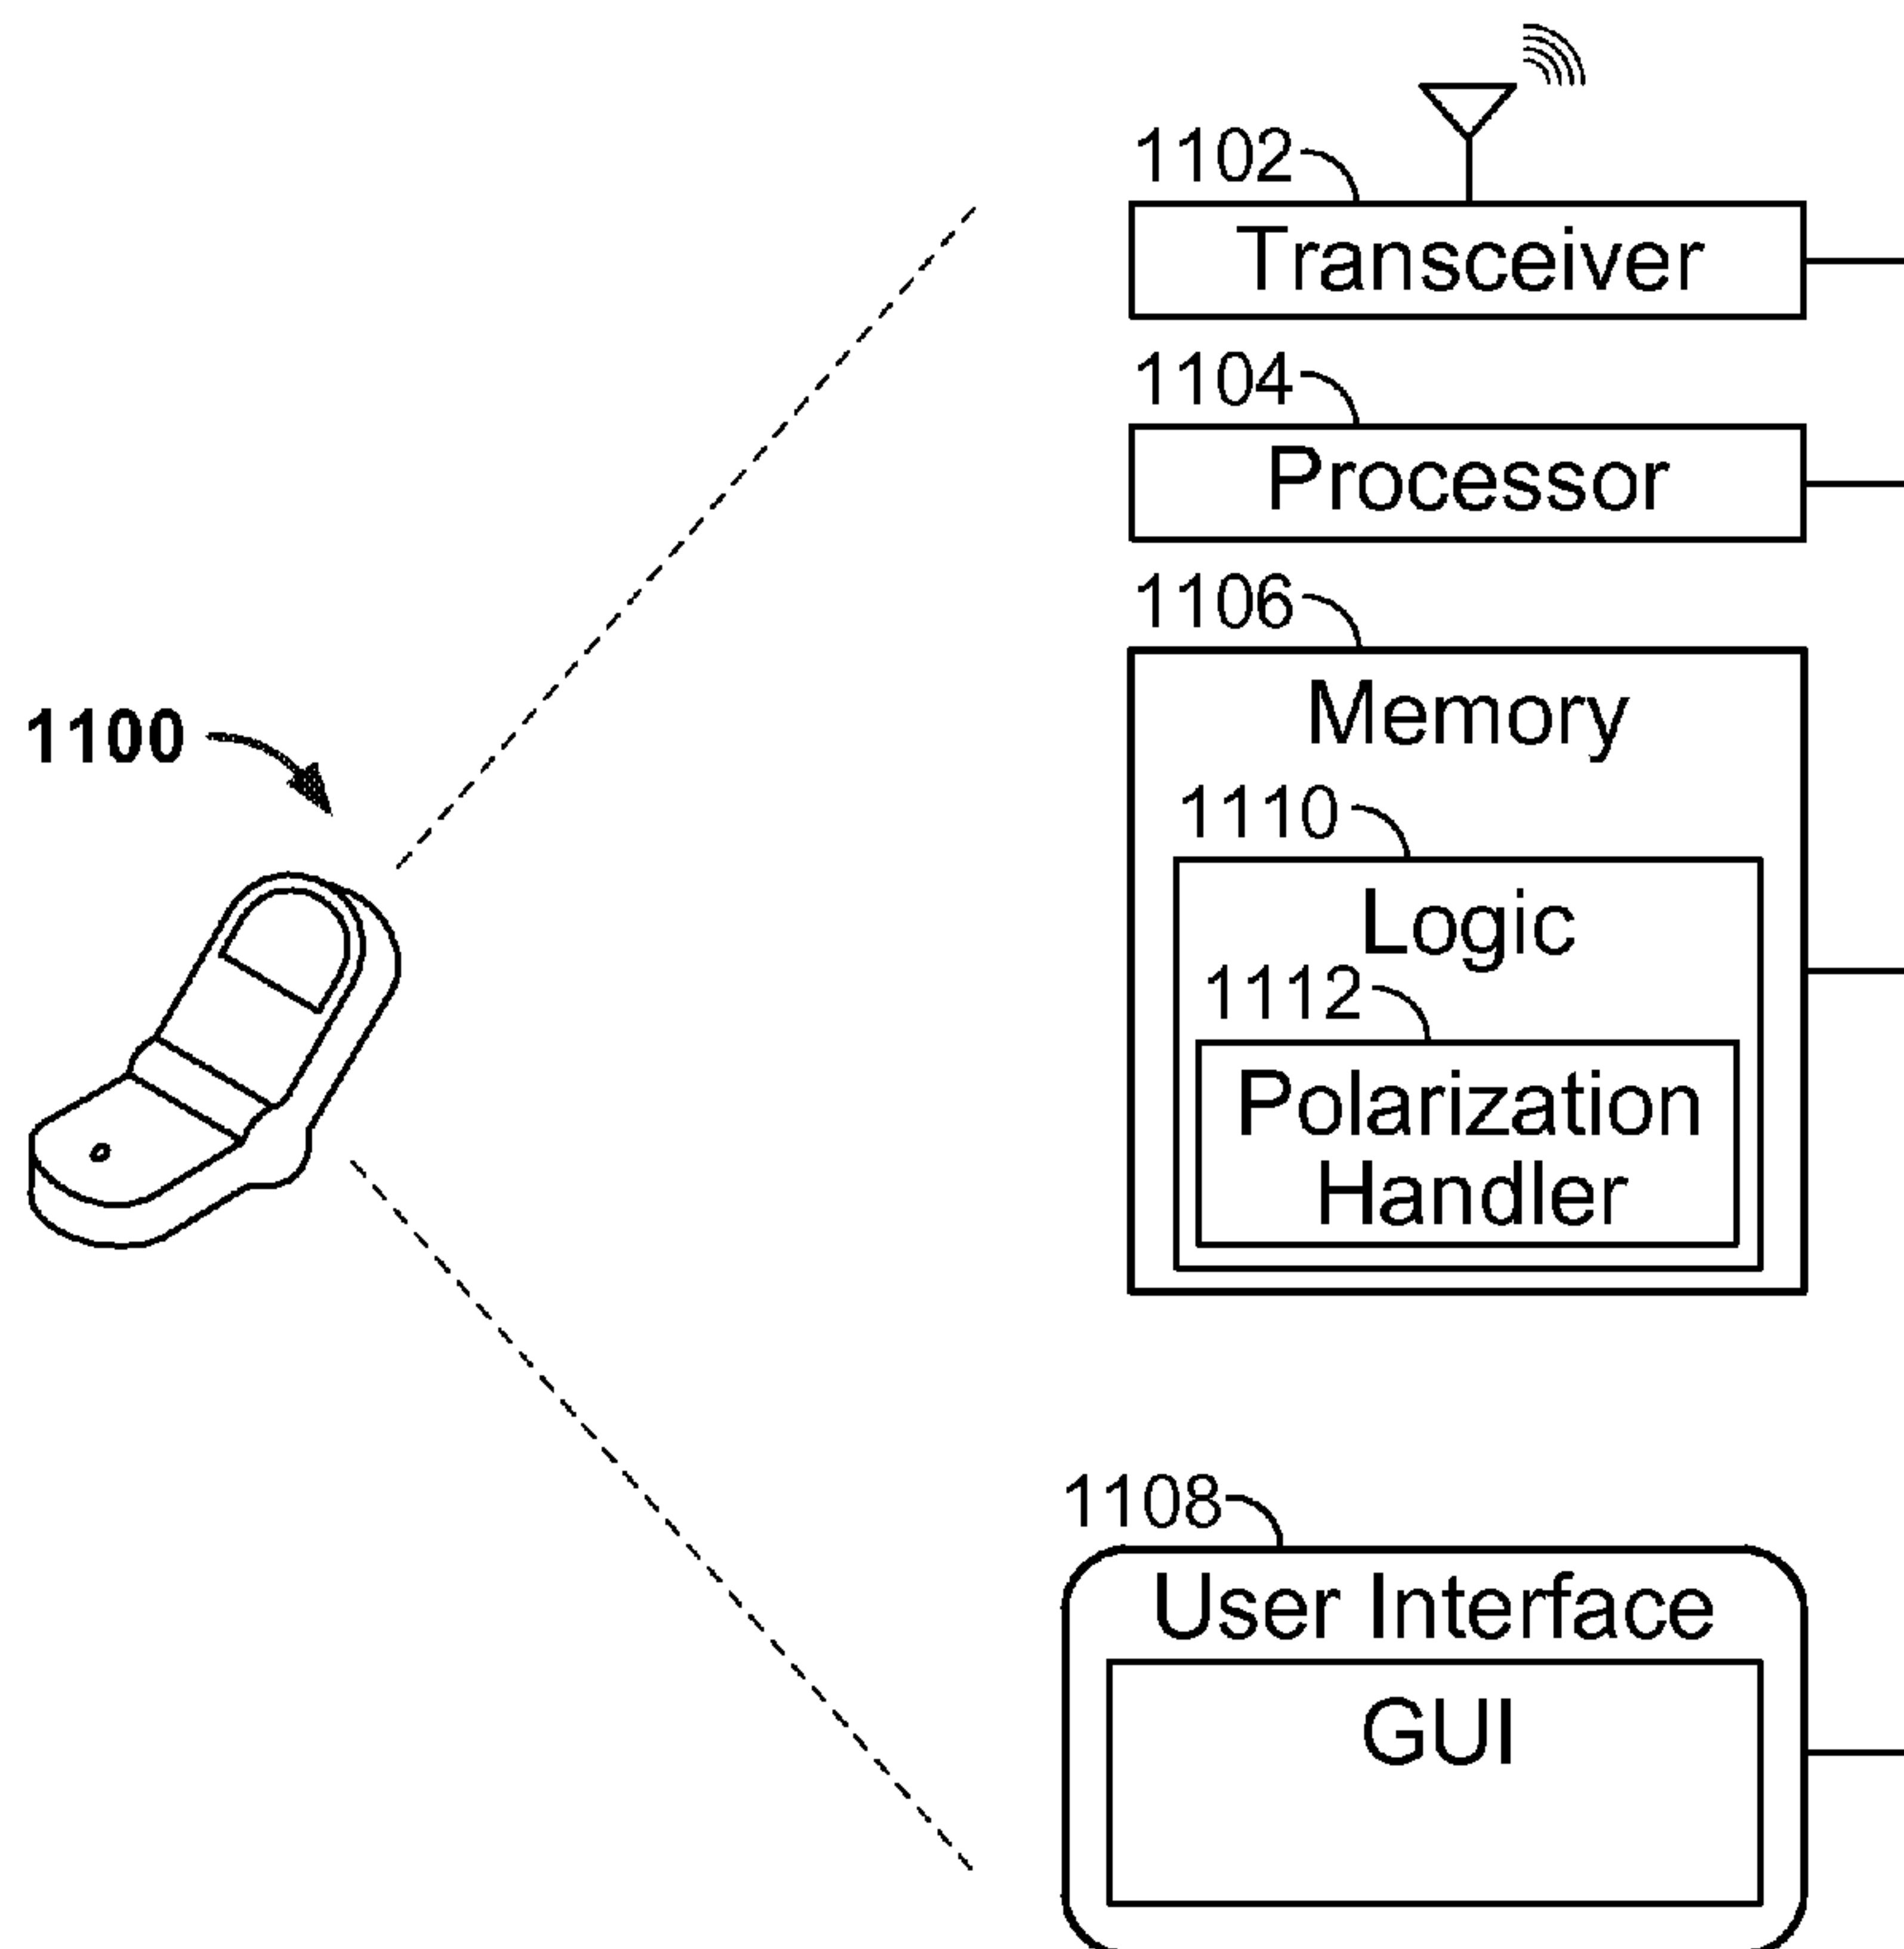 1102
Transceiver
1104
Processor
1106
Memory
1100
1110
Logic
1112
Polarization
Handler
1108
User Interface
GUI